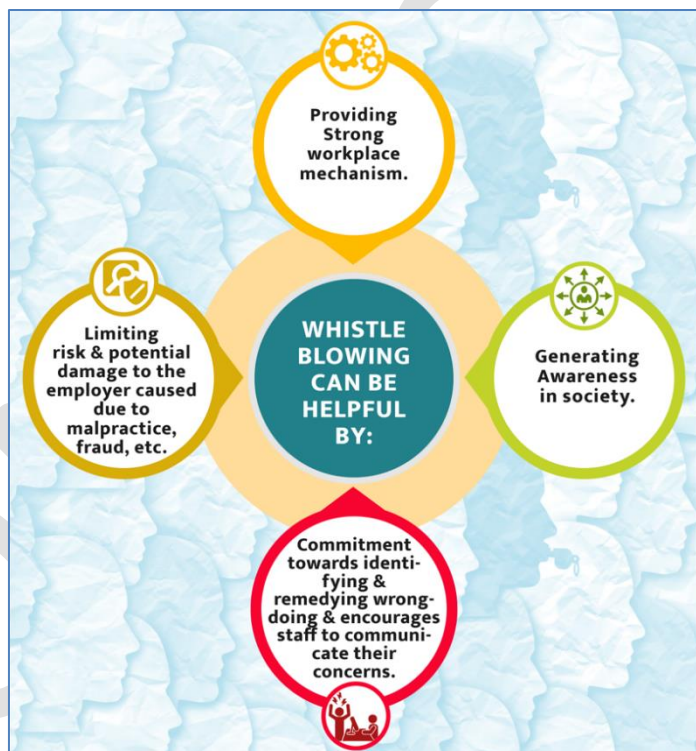 Providing
Strong
workplace
mechanism.
Limiting
risk & potential
damage to the
employer caused
due to
malpractice,
fraud, etc.
WHISTLE
BLOWING
CAN BE
HELPFUL
BY:
Generating
Awareness
in society.
Commitment
towards identi-
fying &
remedying wrong-
doing & encourages
staff to communi-
cate their
concerns.